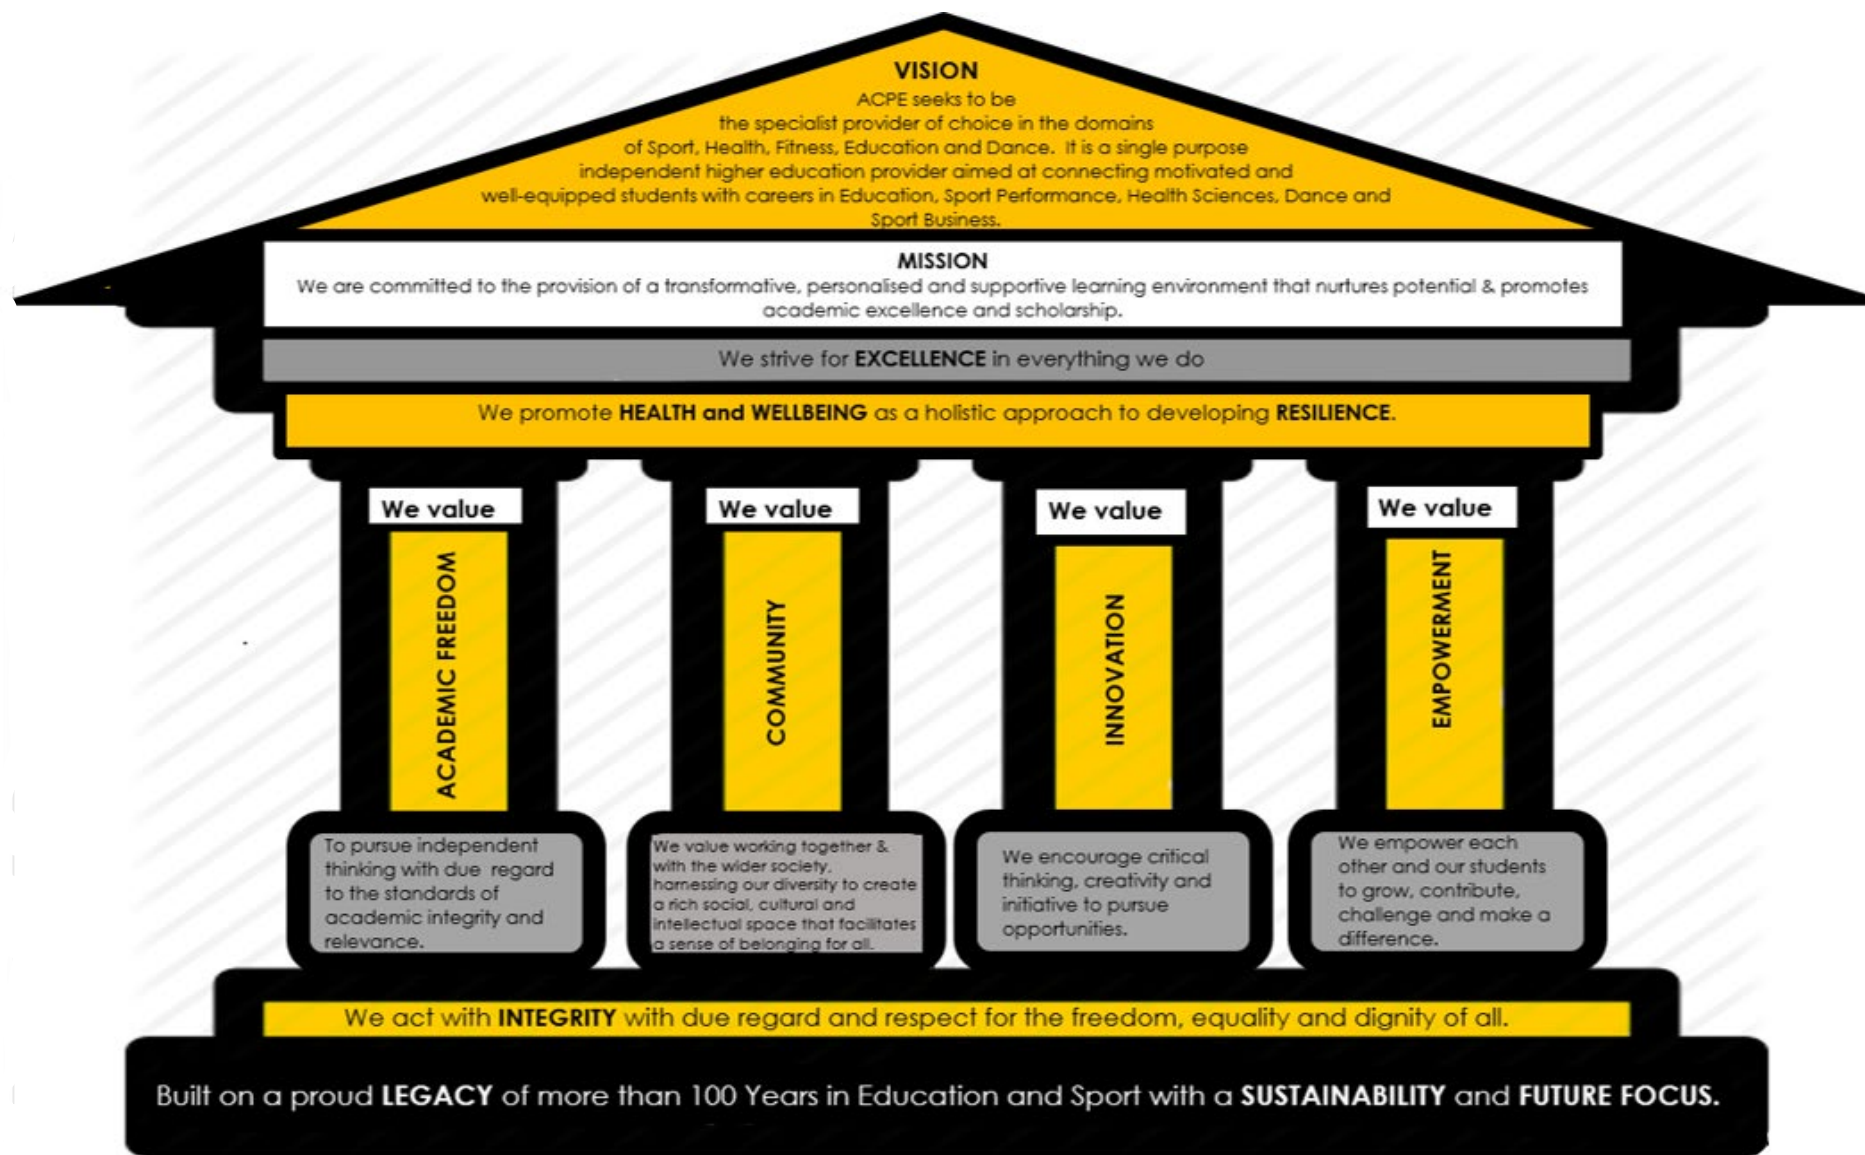 VISION
ACPE seeks to be
the specialist provider of choice in the domains
of Sport, Health, Fitness, Education and Dance. It is a single purpose
independent higher education provider aimed at connecting motivated and
well-equipped students with careers in Education, Sport Performance, Health Sciences, Dance and
Sport Business.
MISSION
We are committed to the provision of a transformative, personalised and supportive learning environment that nurtures potential & promotes
academic excellence and scholarship.
We strive for EXCELLENCE in everything we do
We promote HEALTH and WELLBEING as a holistic approach to developing RESILIENCE.
We value
ACADEMIC FREEDOM
To pursue independent
thinking with due regard
to the standards of
academic integrity and
relevance.
We value
COMMUNITY
We value working together &
with the wider society,
harnessing our diversity to create
a rich social, cultural and
intellectual space that facilitates
a sense of belonging for all.
We value
INNOVATION
We encourage critical
thinking, creativity and
initiative to pursue
opportunities.
We value
EMPOWERMENT
We empower each
other and our students
to grow, contribute,
challenge and make a
difference.
We act with INTEGRITY with due regard and respect for the freedom, equality and dignity of all.
Built on a proud LEGACY of more than 100 Years in Education and Sport with a SUSTAINABILITY and FUTURE FOCUS.